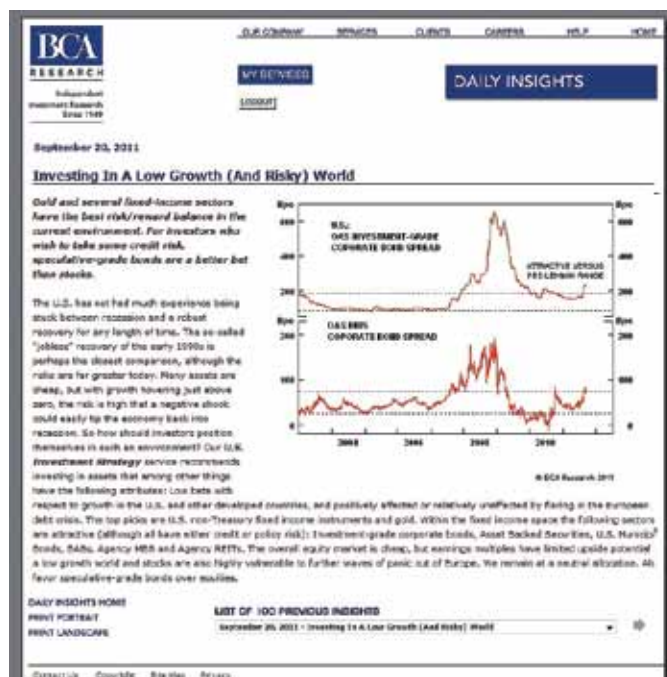 BCA
RESEARCH
Independent
Investment Research
Since 1949
OUR COMPANY SERVICES CLIENTS CAREERS HELP HOME
MY SERVICES
LOGOUT
DAILY INSIGHTS
September 20, 2011
Investing In A Low Growth (And Risky) World
Gold and several fixed-income sectors
have the best risk/reward balance in the
current environment. For investors who
wish to take some credit risk,
speculative-grade bonds are a better bet
than stocks.
The U.S. has not had much experience being
stuck between recession and a robust
recovery for any length of time. The so-called
"jobless" recovery of the early 1990s is
perhaps the closest comparison, although the
risks are far greater today. Many assets are
cheap, but with growth hovering just above
zero, the risk is high that a negative shock
could easily tip the economy back into
recession. So how should investors position
themselves in such an environment? Our U.S.
Investment Strategy service recommends
investing in assets that among other things
have the following attributes: Low beta with
respect to growth in the U.S. and other developed countries, and positively affected or relatively unaffected by flaring in the European
debt crisis. The top picks are U.S. non-Treasury fixed income instruments and gold. Within the fixed income space the following sectors
are attractive (although all have either credit or policy risk): Investment-grade corporate bonds, Asset Backed Securities, U.S. Municip
Bonds, BABs, Agency MBS and Agency REITs. The overall equity market is cheap, but earnings multiples have limited upside potential
a low growth world and stocks are also highly vulnerable to further waves of panic out of Europe. We remain at a neutral allocation. Al
favor speculative-grade bonds over equities.
Bps Bps
U.S.:
OAS INVESTMENT-GRADE
COPORATE BOND SPREAD
ATTRACTIVE VERSUS
PRE-LEHMAN RANGE
600 600
400 400
200 200
Bps Bps
OAS BABS
COPORATE BOND SPREAD
200 200
100 100
0 0
2004 2006 2008 2010
© BCA Research 2011
DAILY INSIGHTS HOME
PRINT PORTRAIT
PRINT LANDSCAPE
LIST OF 100 PREVIOUS INSIGHTS
September 20, 2011 - Investing In A Low Growth (And Risky) World
Contact Us Copyright Site Map Privacy